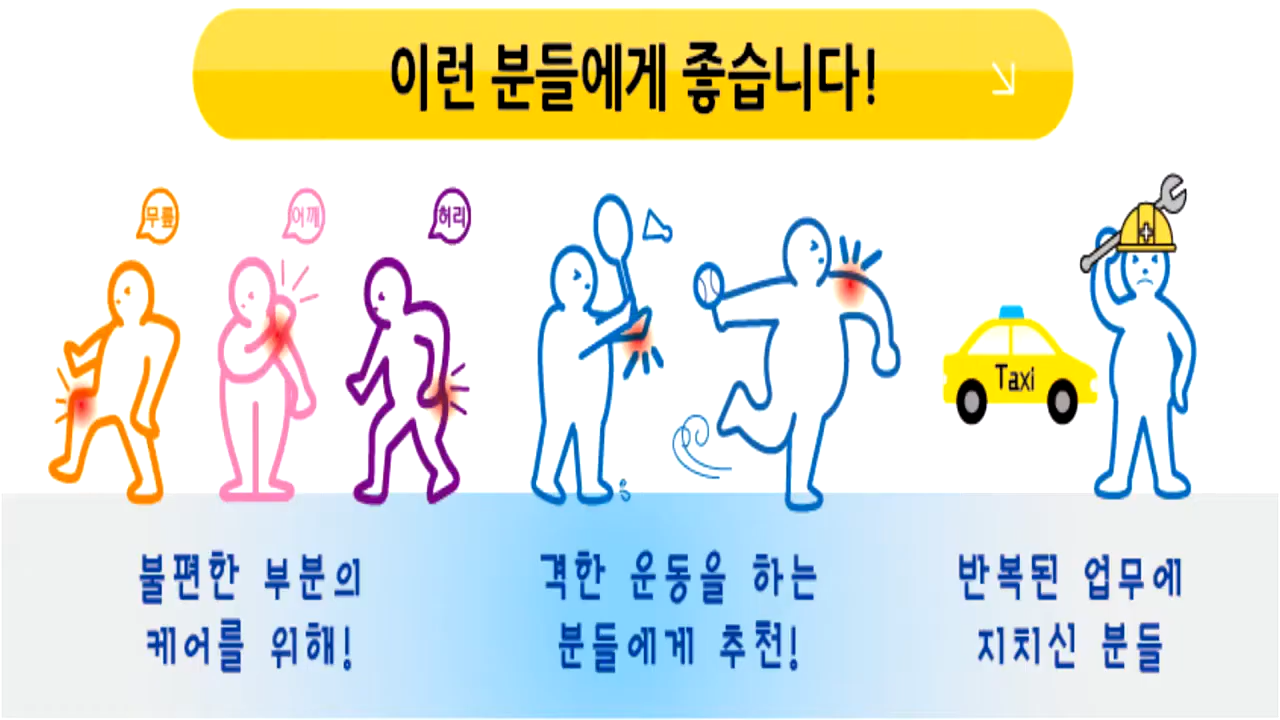 이런 분들에게 좋습니다!
무릎
어깨
허리
Taxi
불편한 부분의
케어를 위해!
격한 운동을 하는
분들에게 추천!
반복된 업무에
지치신 분들